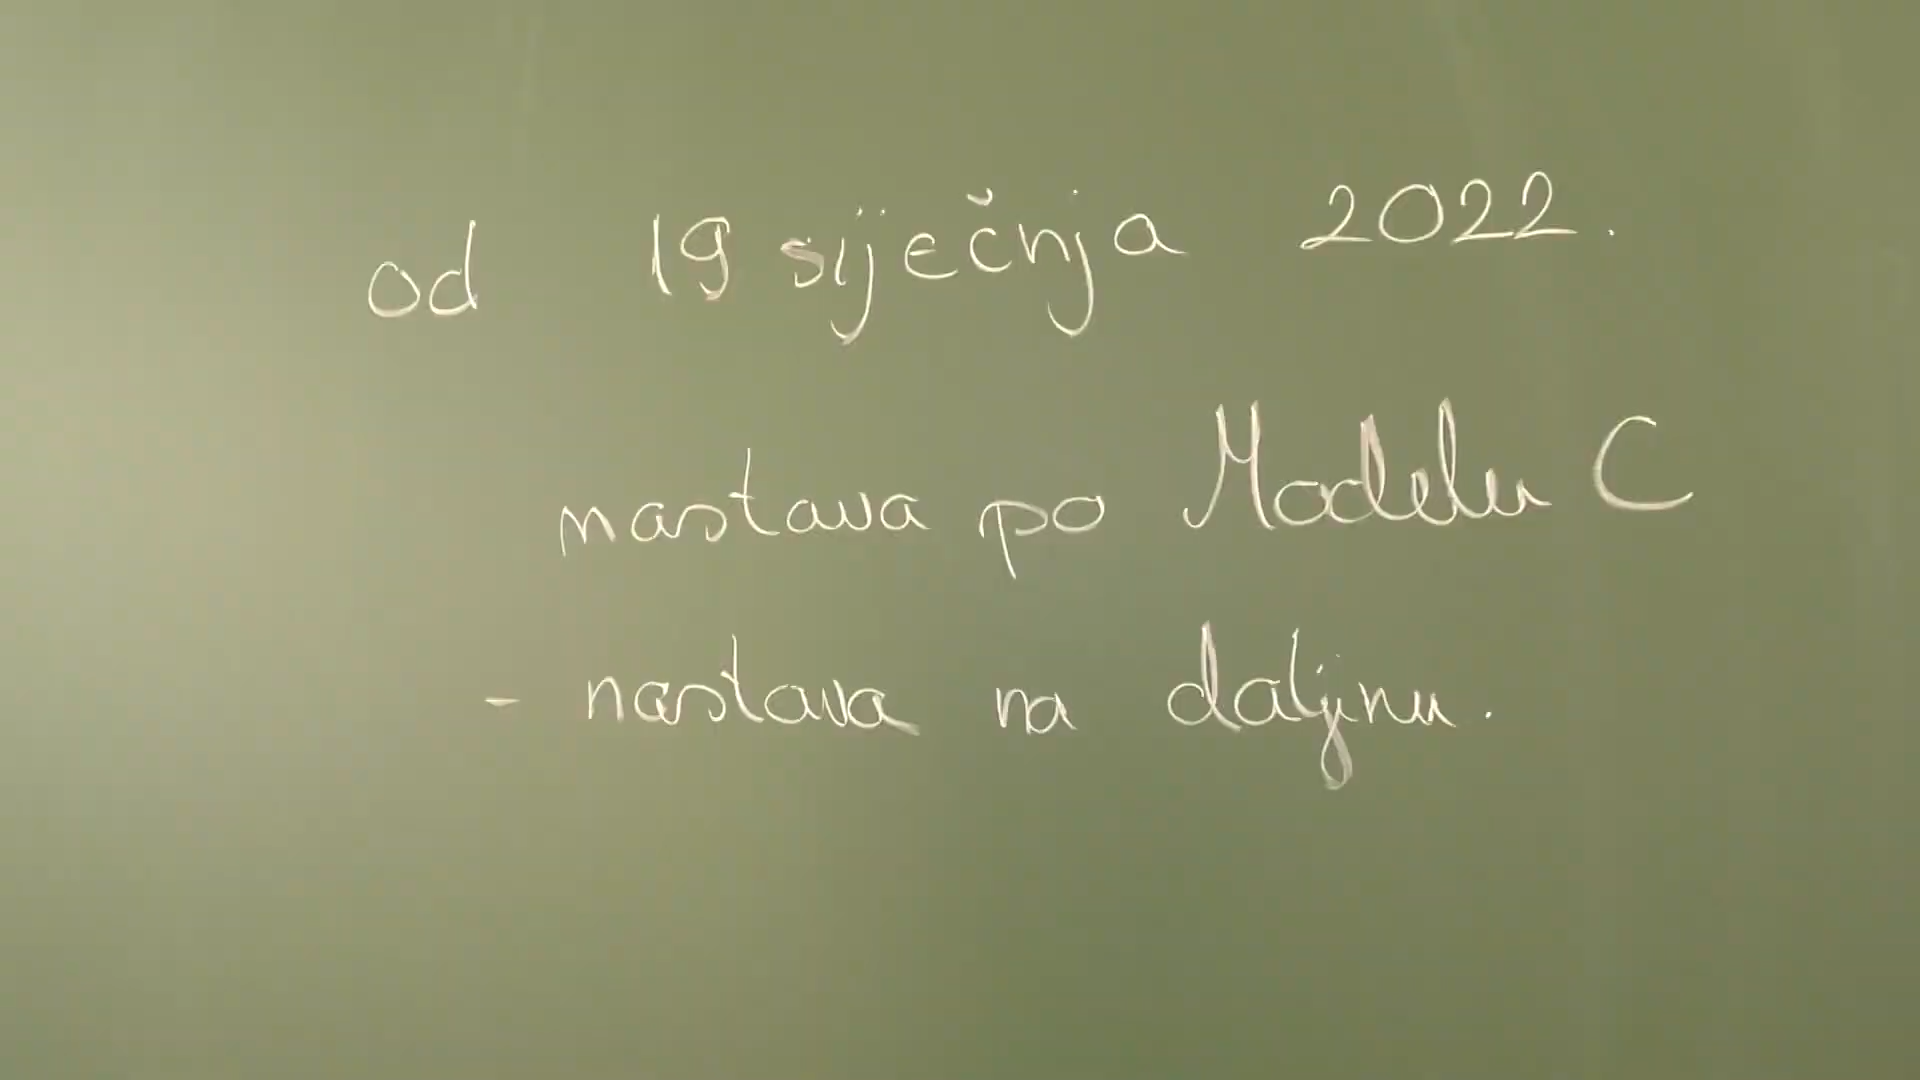 od 19 siječnja 2022.
nastava po Modelu C
- nastava na daljinu.